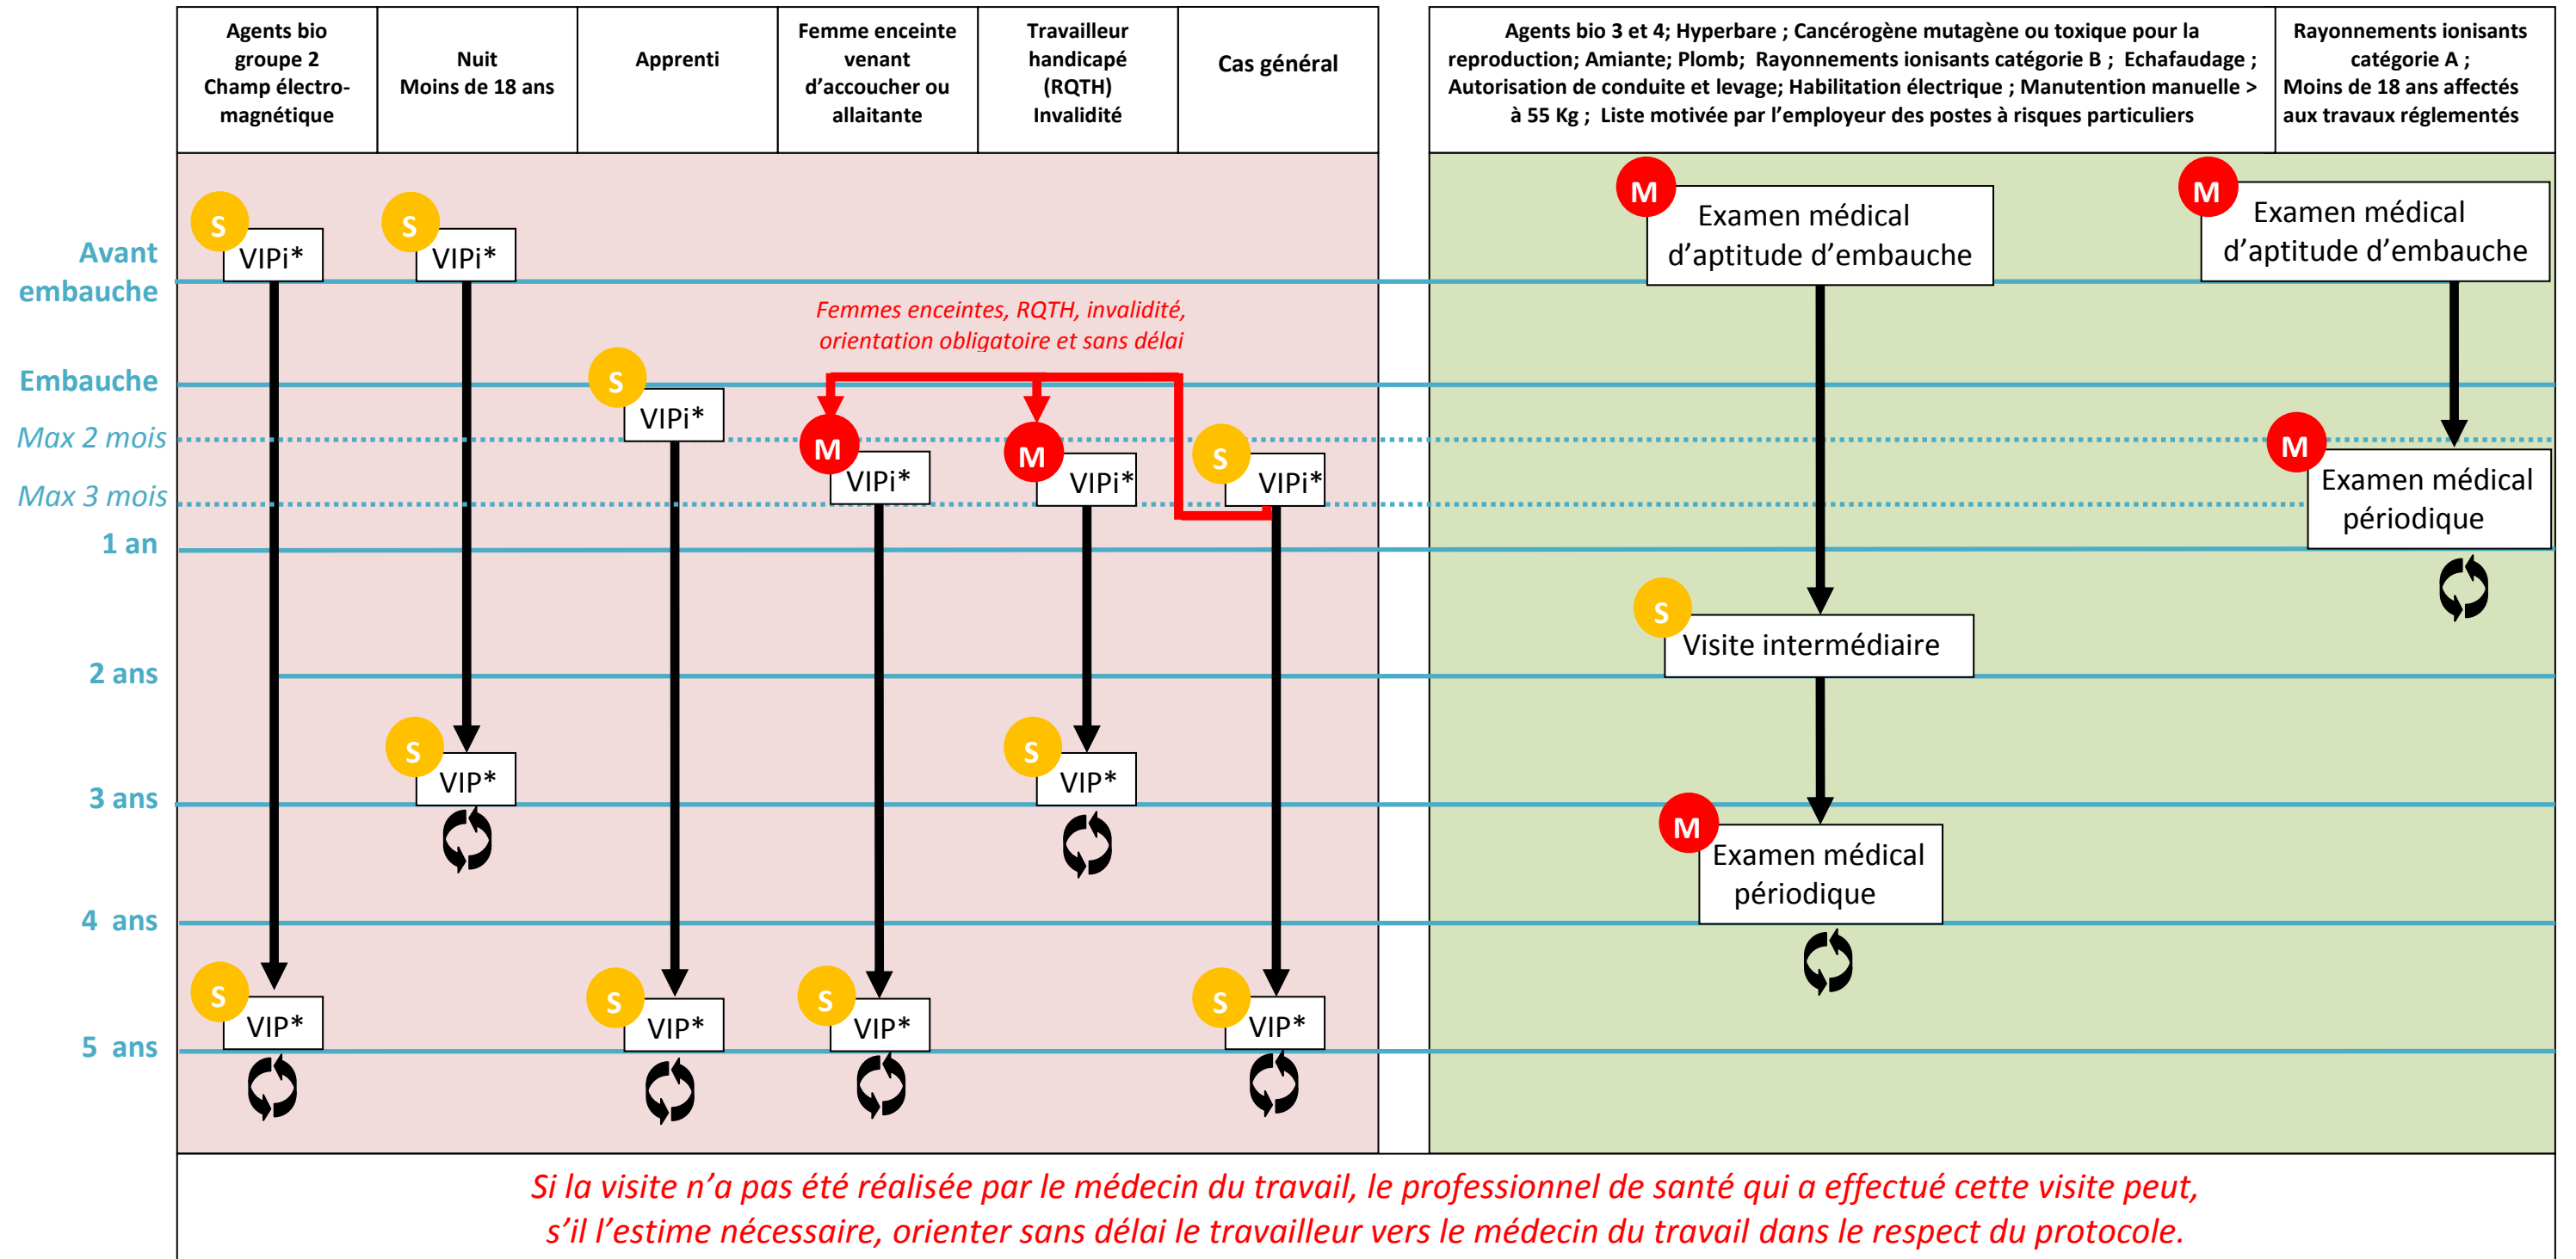 Agents bio
groupe 2
Champ électro-
magnétique
Nuit
Moins de 18 ans
Apprenti
Femme enceinte
venant
d’accoucher ou
allaitante
Travailleur
handicapé
(RQTH)
Invalidité
Cas général
Agents bio 3 et 4; Hyperbare ; Cancérogène mutagène ou toxique pour la
reproduction; Amiante; Plomb; Rayonnements ionisants catégorie B ; Echafaudage ;
Autorisation de conduite et levage; Habilitation électrique ; Manutention manuelle >
à 55 Kg ; Liste motivée par l’employeur des postes à risques particuliers
Rayonnements ionisants
catégorie A ;
Moins de 18 ans affectés
aux travaux réglementés
Avant
embauche
S
VIPi*
S
VIPi*
M
Examen médical
d’aptitude d’embauche
M
Examen médical
d’aptitude d’embauche
Femmes enceintes, RQTH, invalidité,
orientation obligatoire et sans délai
Embauche
S
VIPi*
Max 2 mois
M
VIPi*
M
VIPi*
S
VIPi*
M
Examen médical
périodique
Max 3 mois
1 an
S
Visite intermédiaire
2 ans
S
VIP*
S
VIP*
3 ans
M
Examen médical
périodique
4 ans
S
VIP*
S
VIP*
S
VIP*
S
VIP*
5 ans
Si la visite n’a pas été réalisée par le médecin du travail, le professionnel de santé qui a effectué cette visite peut,
s’il l’estime nécessaire, orienter sans délai le travailleur vers le médecin du travail dans le respect du protocole.